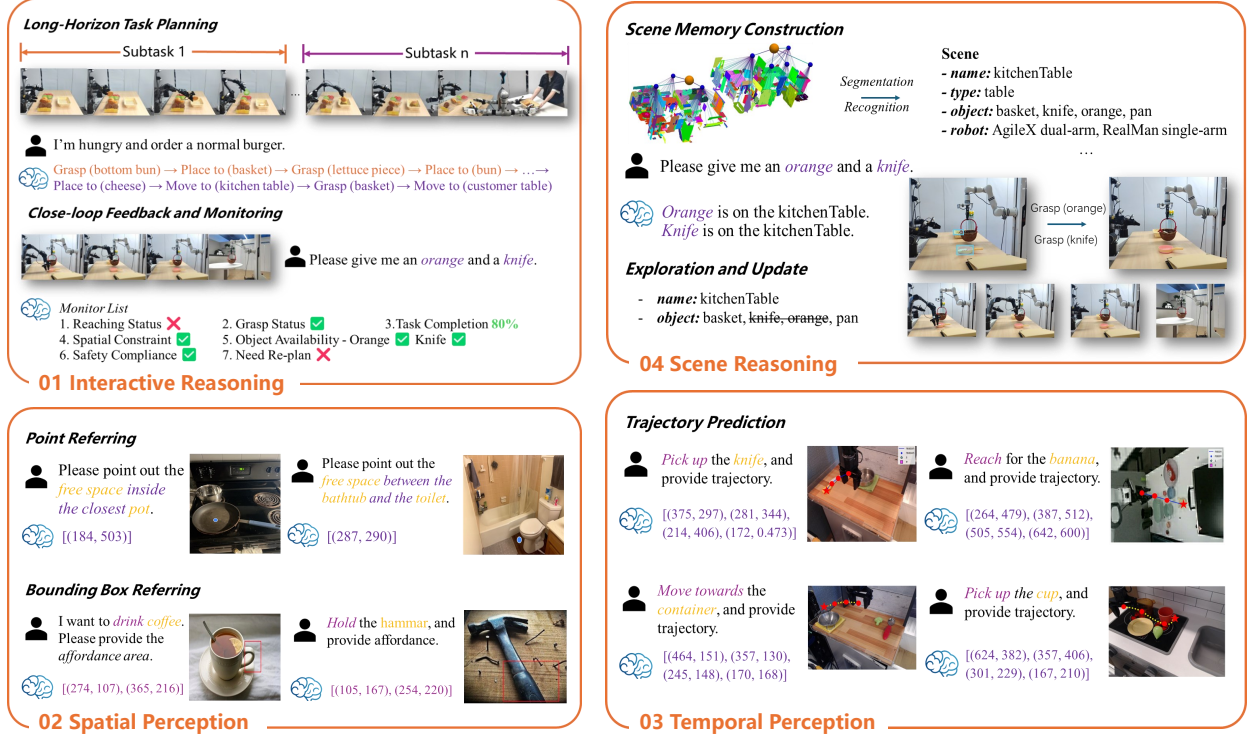 Long-Horizon Task Planning
Subtask 1
Subtask n
...
I'm hungry and order a normal burger.
Grasp (bottom bun) → Place to (basket) → Grasp (lettuce piece) → Place to (bun) → …→
Place to (cheese) → Move to (kitchen table) → Grasp (basket) → Move to (customer table)
Close-loop Feedback and Monitoring
Please give me an orange and a knife.
Monitor List
1. Reaching Status ❌ 2. Grasp Status ✅ 3.Task Completion 80%
4. Spatial Constraint ✅ 5. Object Availability - Orange ✅ Knife ✅
6. Safety Compliance ✅ 7. Need Re-plan ❌
01 Interactive Reasoning
Scene Memory Construction
Segmentation
Recognition
Scene
- name: kitchenTable
- type: table
- object: basket, knife, orange, pan
- robot: AgileX dual-arm, RealMan single-arm
…
Please give me an orange and a knife.
Orange is on the kitchenTable.
Knife is on the kitchenTable.
Grasp (orange)
Grasp (knife)
Exploration and Update
- name: kitchenTable
- object: basket, knife, orange, pan
04 Scene Reasoning
Point Referring
Please point out the
free space inside
the closest pot.
[(184, 503)]
Please point out the
free space between the
bathtub and the toilet.
[(287, 290)]
Bounding Box Referring
I want to drink coffee.
Please provide the
affordance area.
[(274, 107), (365, 216)]
Hold the hammar, and
provide affordance.
[(105, 167), (254, 220)]
02 Spatial Perception
Trajectory Prediction
Pick up the knife, and
provide trajectory.
[(375, 297), (281, 344),
(214, 406), (172, 0.473)]
Reach for the banana,
and provide trajectory.
[(264, 479), (387, 512),
(505, 554), (642, 600)]
Move towards the
container, and provide
trajectory.
[(464, 151), (357, 130),
(245, 148), (170, 168)]
Pick up the cup, and
provide trajectory.
[(624, 382), (357, 406),
(301, 229), (167, 210)]
03 Temporal Perception